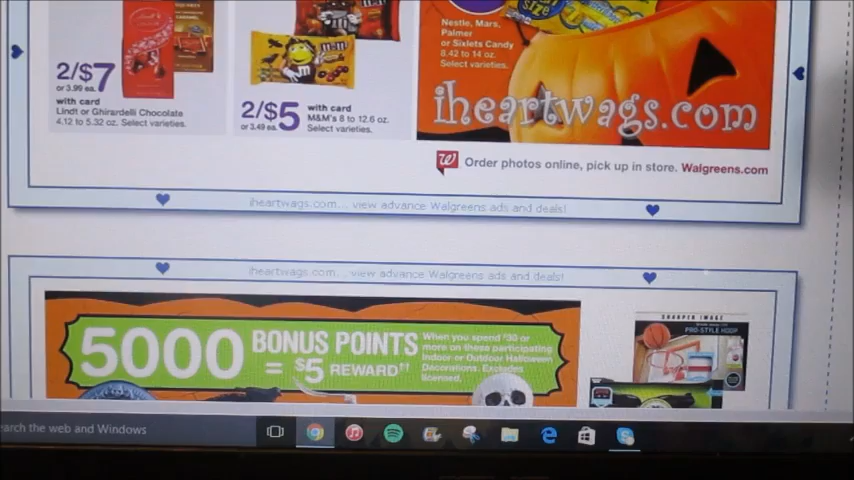 2/$7
or 3.99 ea.
with card
Lindt or Ghirardelli Chocolate
4.12 to 5.32 oz. Select varieties.
2/$5
or 3.49 ea.
with card
M&M's 8 to 12.6 oz.
Select varieties.
Nestle, Mars,
Palmer
or Sixlets Candy
8.42 to 14 oz.
Select varieties.
iheartwags.com
W Order photos online, pick up in store. Walgreens.com
iheartwags.com... view advance Walgreens ads and deals!
iheartwags.com... view advance Walgreens ads and deals!
5000 BONUS POINTS
= $5 REWARD††
When you spend $30 or
more on these participating
Indoor or Outdoor Halloween
Decorations. Excludes
licensed.
SHARPER IMAGE
PRO-STYLE HOOP
earch the web and Windows